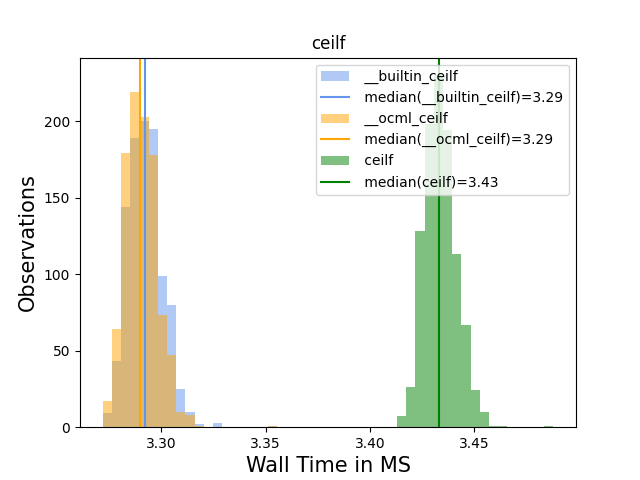 ceilf
__builtin_ceilf
median(__builtin_ceilf)=3.29
__ocml_ceilf
median(__ocml_ceilf)=3.29
ceilf
median(ceilf)=3.43
200
150
100
50
0
Observations
3.30 3.35 3.40 3.45
Wall Time in MS